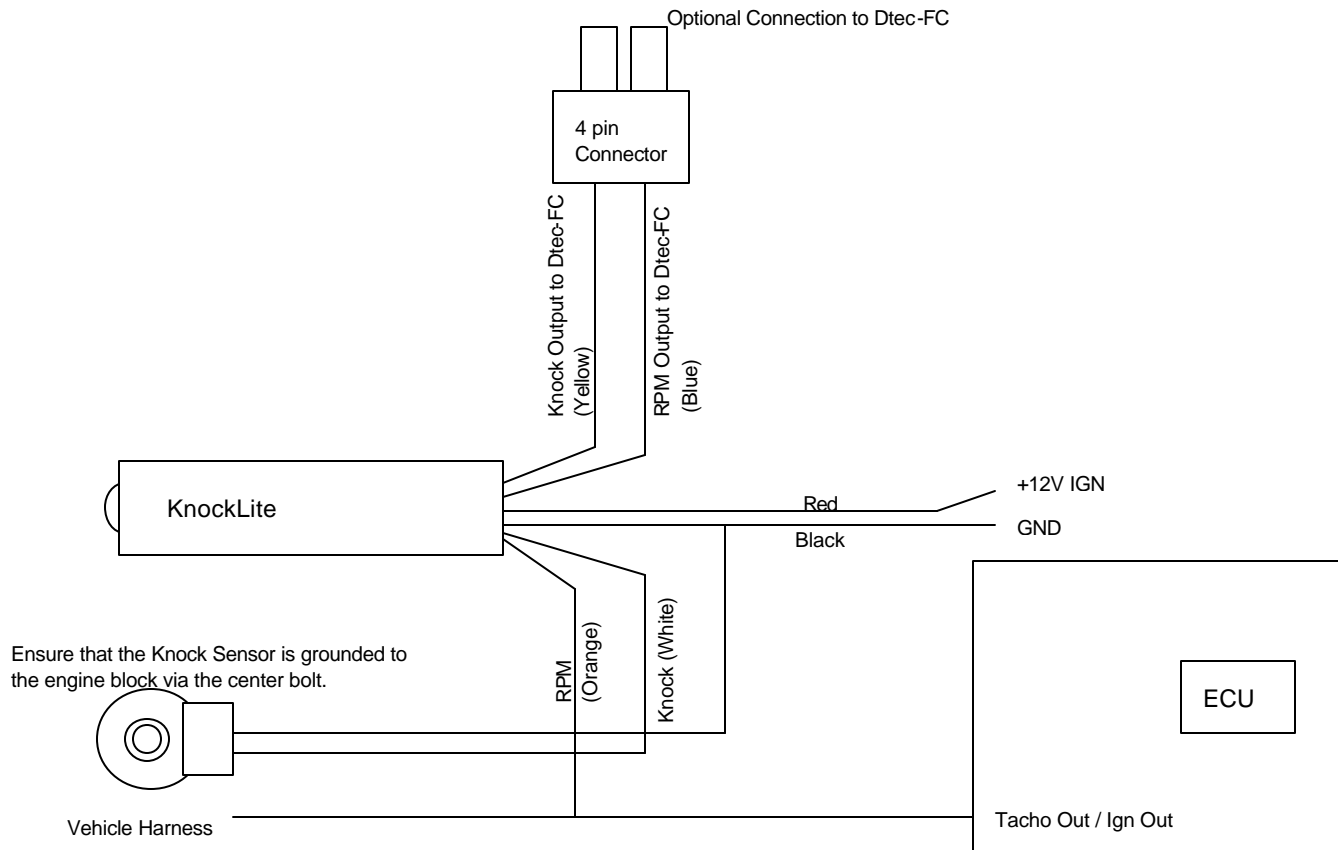 Optional Connection to Dtec-FC
4 pin
Connector
Knock Output to Dtec-FC
(Yellow)
RPM Output to Dtec-FC
(Blue)
KnockLite
Red
+12V IGN
Black
GND
RPM
(Orange)
Knock (White)
Ensure that the Knock Sensor is grounded to
the engine block via the center bolt.
ECU
Vehicle Harness
Tacho Out / Ign Out